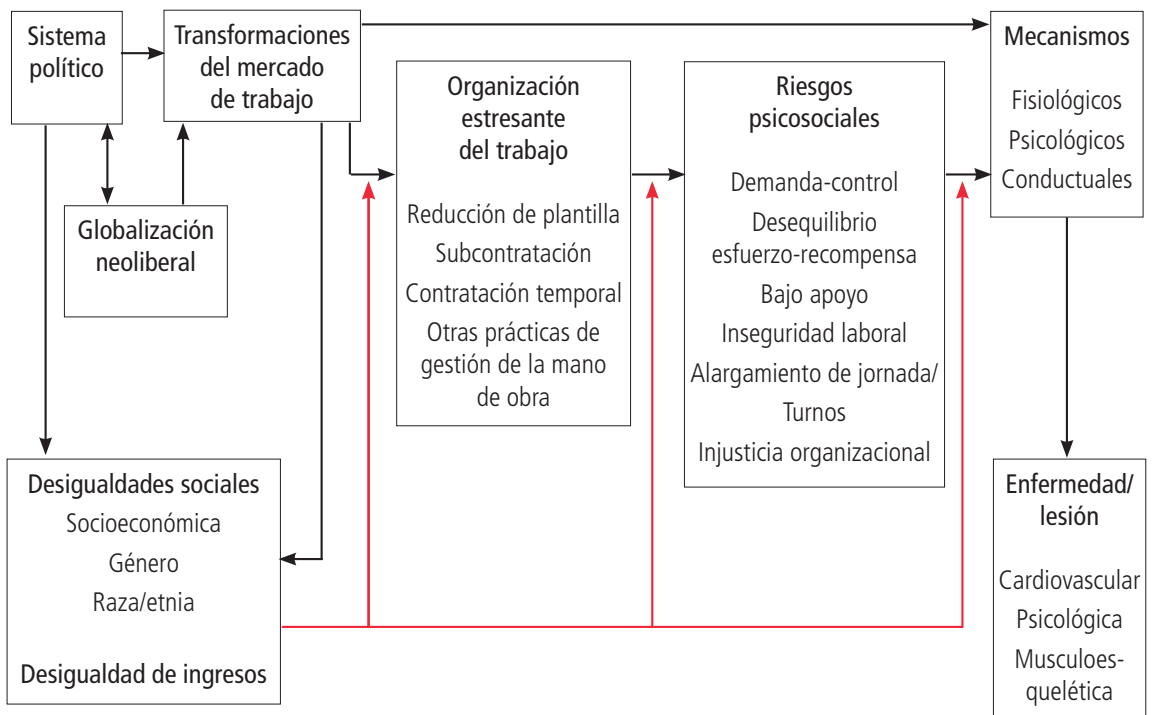 Sistema
político
Transformaciones
del mercado
de trabajo
Globalización
neoliberal
Organización
estresante
del trabajo
Reducción de plantilla
Subcontratación
Contratación temporal
Otras prácticas de
gestión de la mano
de obra
Riesgos
psicosociales
Demanda-control
Desequilibrio
esfuerzo-recompensa
Bajo apoyo
Inseguridad laboral
Alargamiento de jornada/
Turnos
Injusticia organizacional
Mecanismos
Fisiológicos
Psicológicos
Conductuales
Desigualdades sociales
Socioeconómica
Género
Raza/etnia
Desigualdad de ingresos
Enfermedad/
lesión
Cardiovascular
Psicológica
Musculoes-
quelética